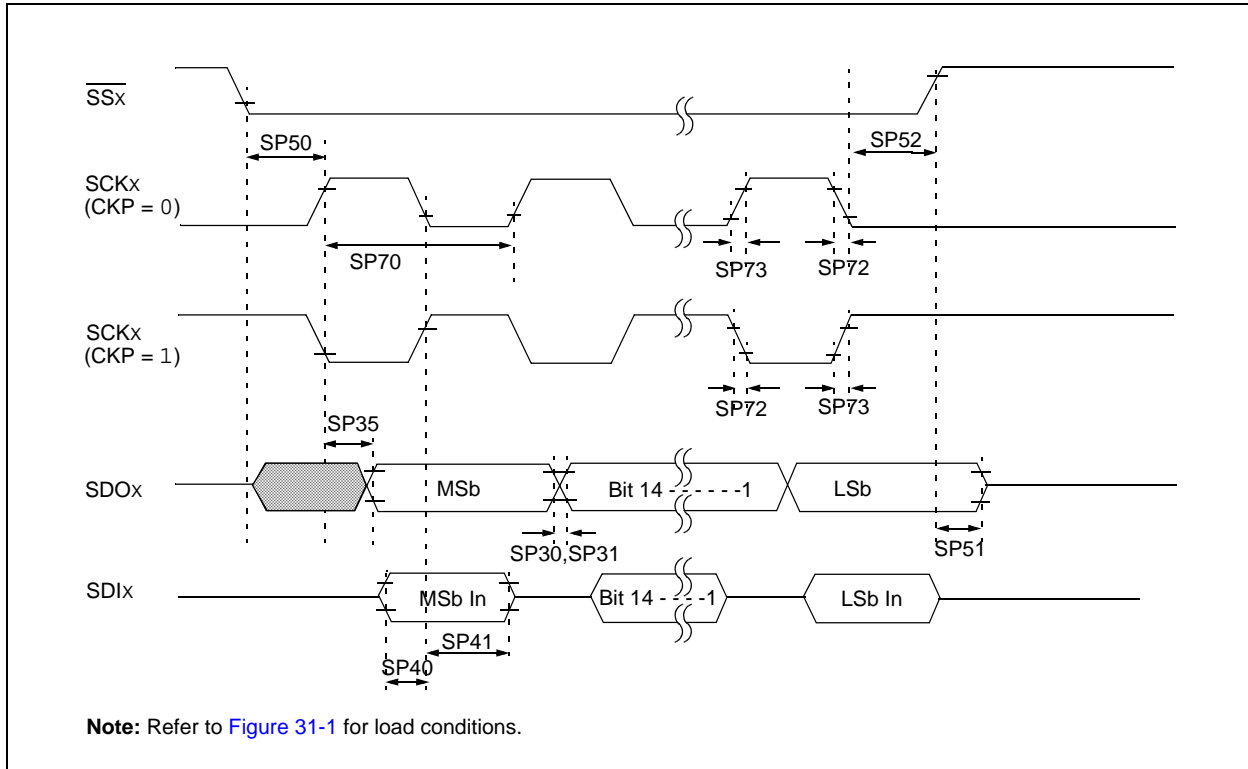 SSX
SP50
SP52
SCKX
(CKP = 0)
SP70
SP73
SP72
SCKX
(CKP = 1)
SP72
SP73
SP35
SDOX
MSb
Bit 14 - - - - - -1
LSb
SP30,SP31
SP51
SDIX
MSb In
Bit 14 - - - -1
LSb In
SP41
SP40
Note: Refer to Figure 31-1 for load conditions.